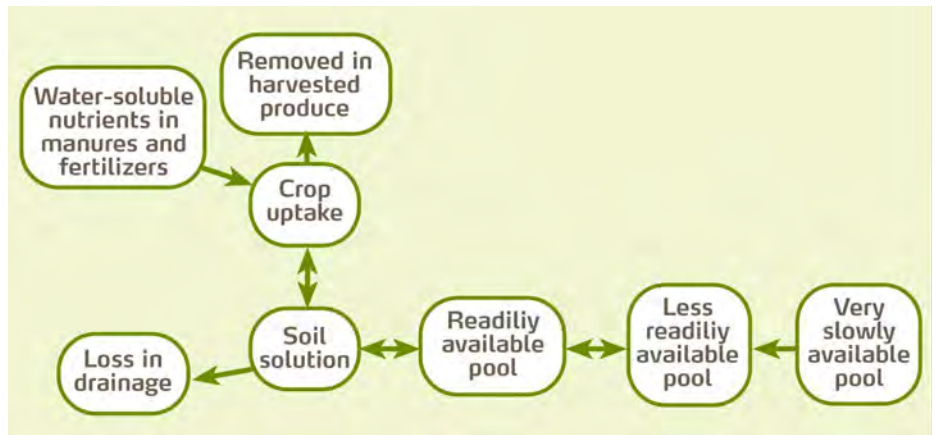 Removed in
harvested
produce
Water-soluble
nutrients in
manures and
fertilizers
Crop
uptake
Soil
solution
Readiliy
available
pool
Less
readiliy
available
pool
Very
slowly
available
pool
Loss in
drainage